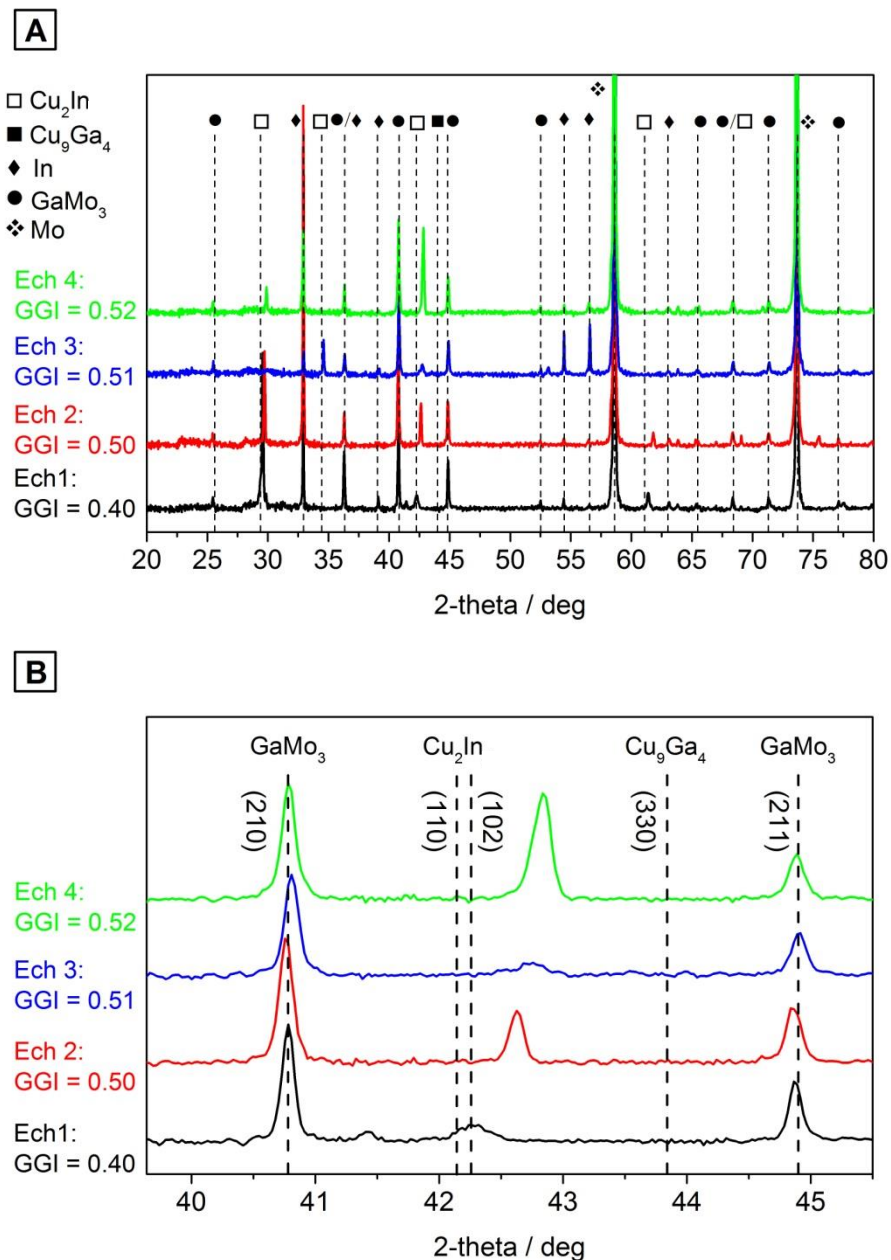 A
□ Cu₂In
■ Cu₉Ga₄
♦ In
● GaMo₃
❖ Mo
Ech 4:
GGI = 0.52
Ech 3:
GGI = 0.51
Ech 2:
GGI = 0.50
Ech1:
GGI = 0.40
20 25 30 35 40 45 50 55 60 65 70 75 80
2-theta / deg
B
GaMo₃ Cu₂In Cu₉Ga₄ GaMo₃
(210) (110) (102) (330) (211)
Ech 4:
GGI = 0.52
Ech 3:
GGI = 0.51
Ech 2:
GGI = 0.50
Ech1:
GGI = 0.40
40 41 42 43 44 45
2-theta / deg